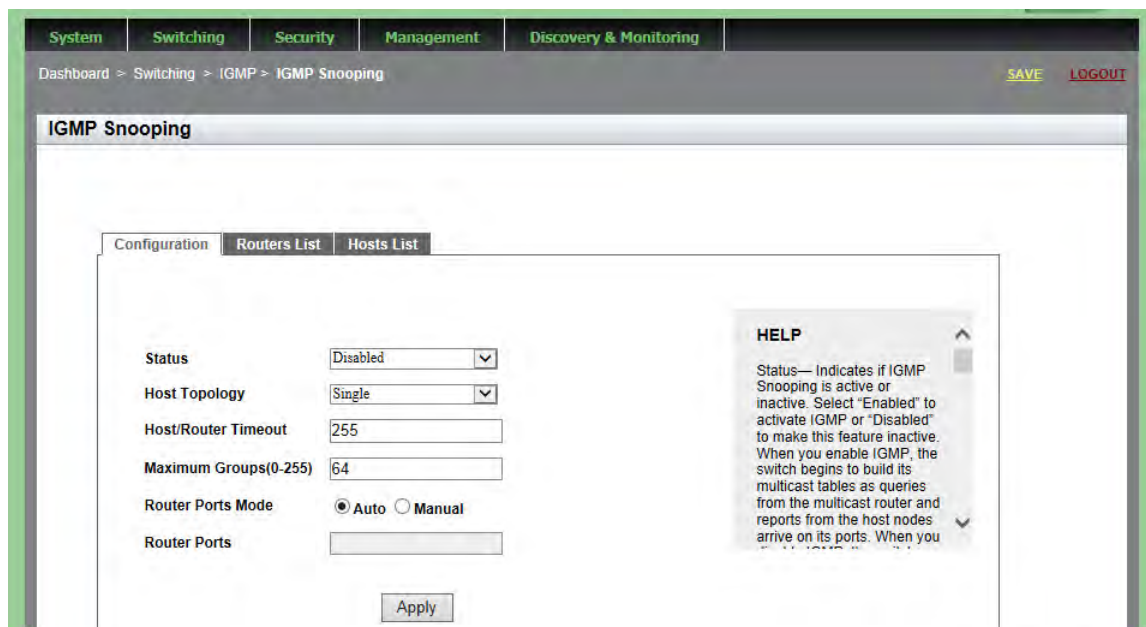 System Switching Security Management Discovery & Monitoring
Dashboard > Switching > IGMP > IGMP Snooping
SAVE LOGOUT
IGMP Snooping
Configuration Routers List Hosts List
Status Disabled
Host Topology Single
Host/Router Timeout 255
Maximum Groups(0-255) 64
Router Ports Mode Auto Manual
Router Ports
Apply
HELP
Status— Indicates if IGMP
Snooping is active or
inactive. Select “Enabled” to
activate IGMP or “Disabled”
to make this feature inactive.
When you enable IGMP, the
switch begins to build its
multicast tables as queries
from the multicast router and
reports from the host nodes
arrive on its ports. When you